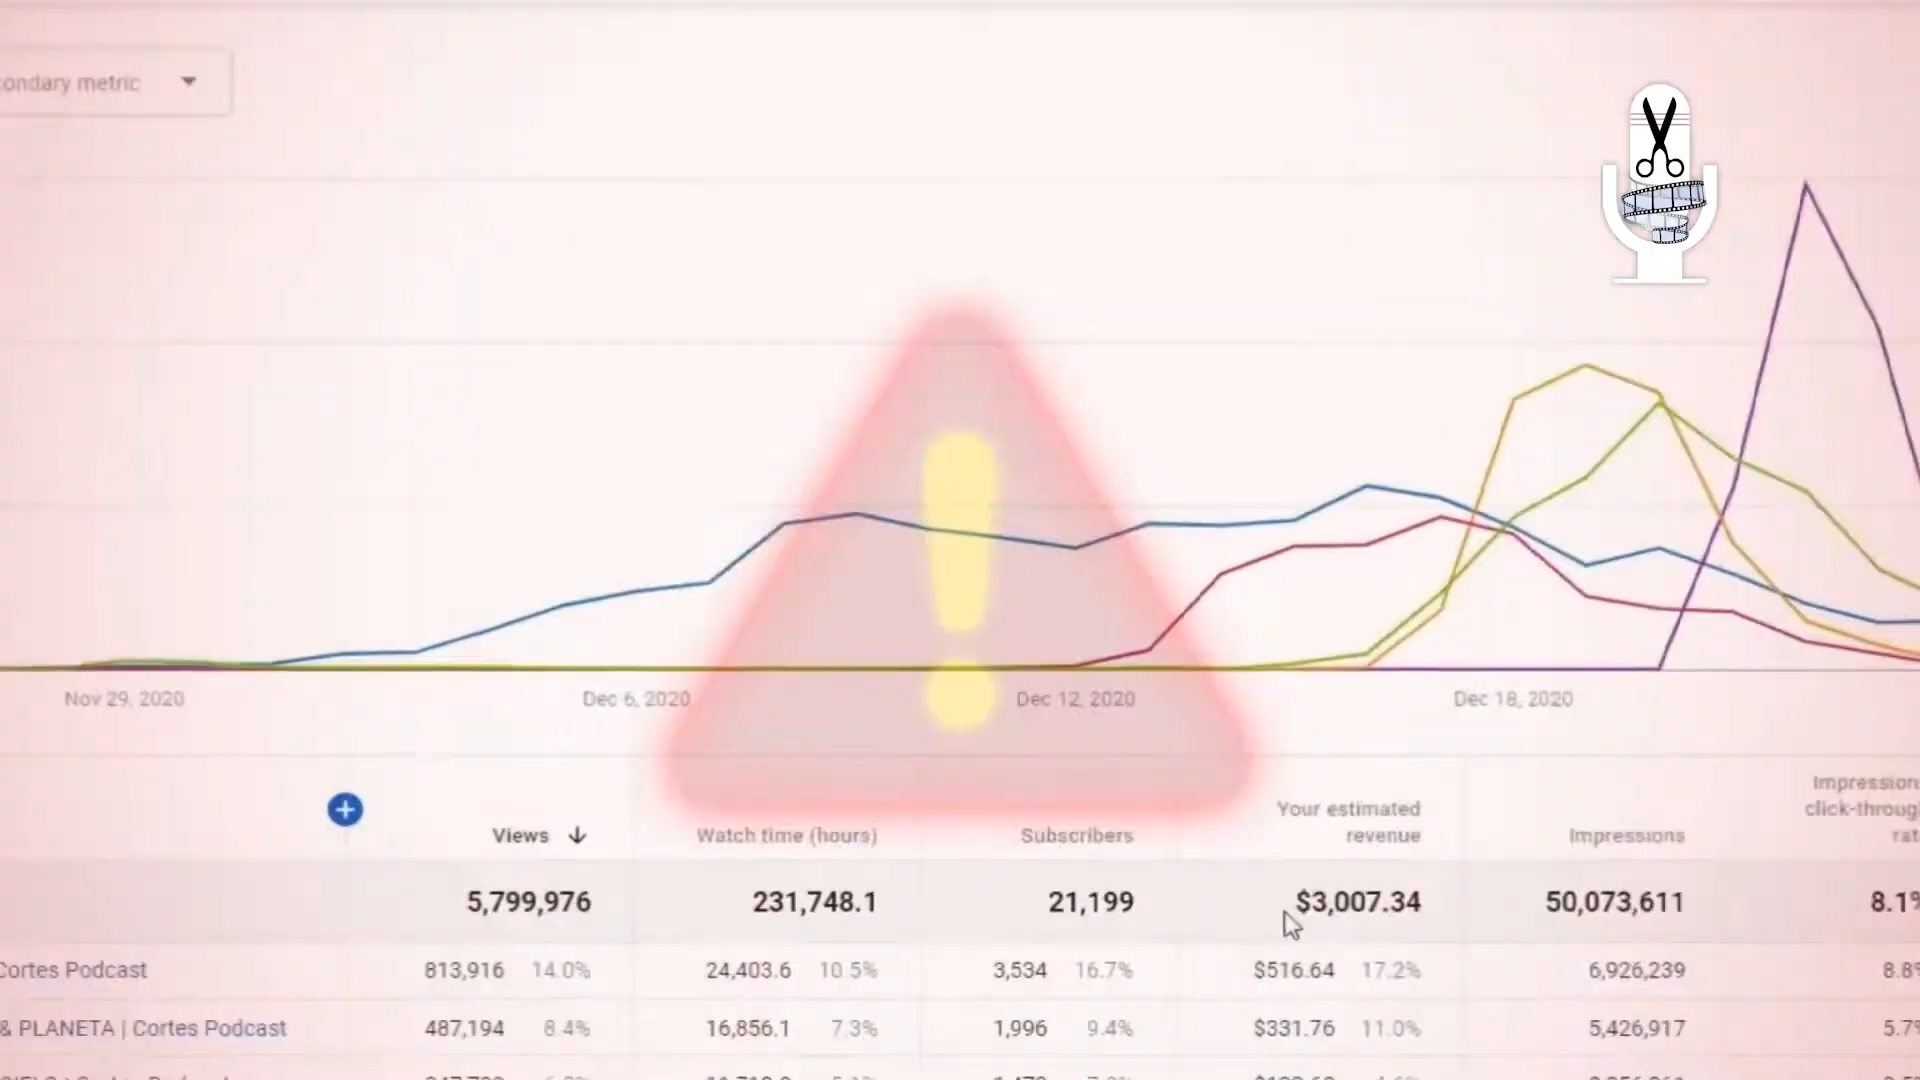 ondary metric
Nov 29, 2020
Dec 6, 2020
Dec 12, 2020
Dec 18, 2020
Views
Watch time (hours)
Subscribers
Your estimated
revenue
Impressions
Impression
click-throug
rat
5,799,976
231,748.1
21,199
$3,007.34
50,073,611
8.1%
Cortes Podcast
813,916 14.0%
24,403.6 10.5%
3,534 16.7%
$516.64 17.2%
6,926,239
8.8%
& PLANETA | Cortes Podcast
487,194 8.4%
16,856.1 7.3%
1,996 9.4%
$331.76 11.0%
5,426,917
5.7%